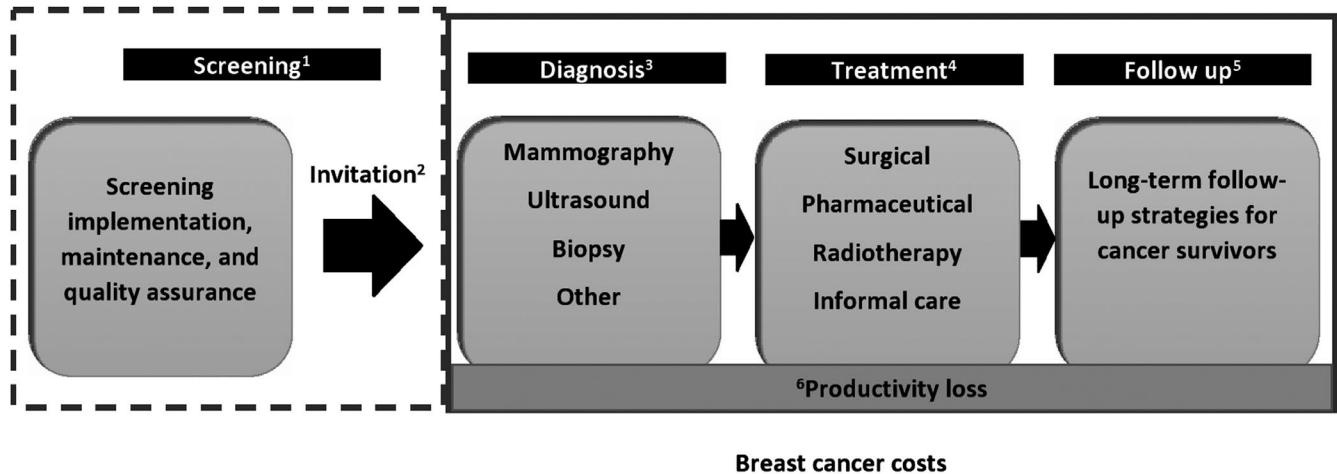 Screening¹
Screening
implementation,
maintenance, and
quality assurance
Invitation²
Diagnosis³
Mammography
Ultrasound
Biopsy
Other
Treatment⁴
Surgical
Pharmaceutical
Radiotherapy
Informal care
Follow up⁵
Long-term follow-
up strategies for
cancer survivors
⁶Productivity loss
Breast cancer costs